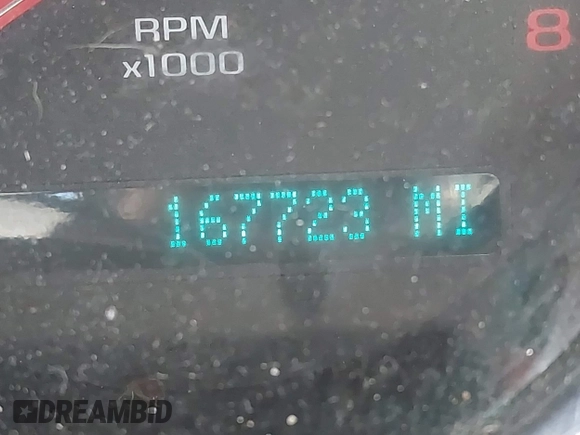 RPM
x1000
8
167723 MI
DREAMBID